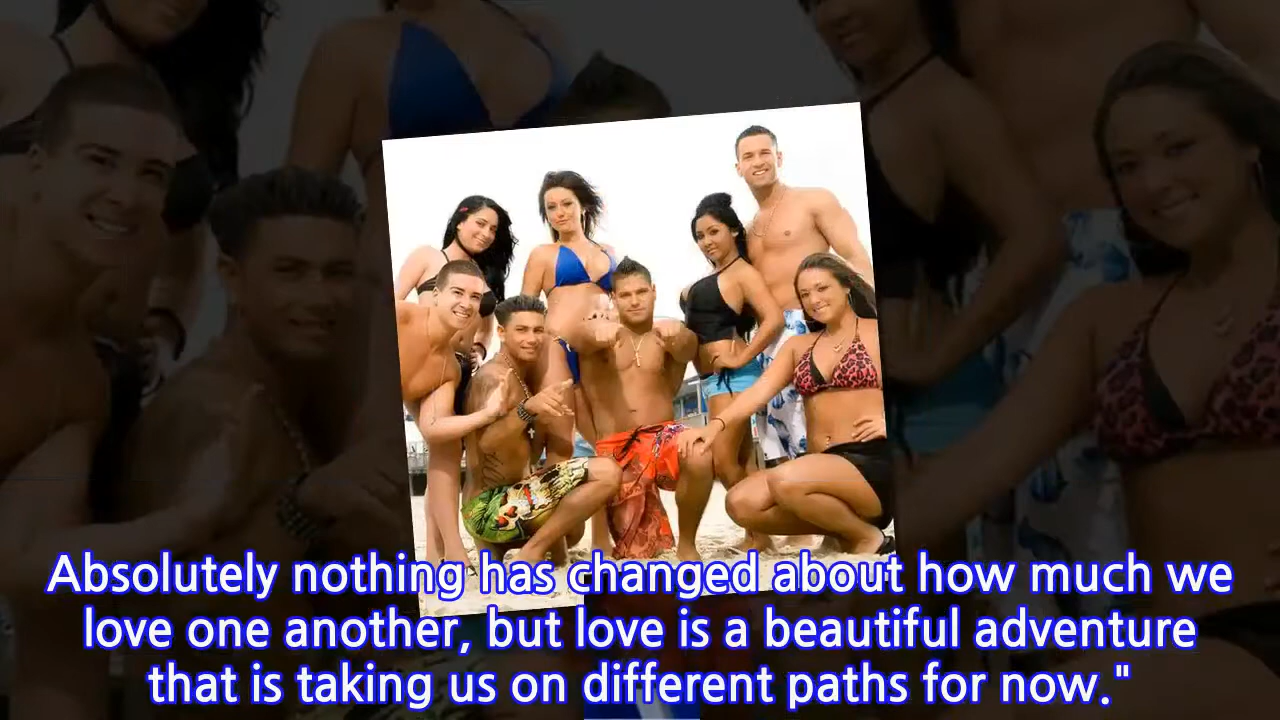 Absolutely nothing has changed about how much we
love one another, but love is a beautiful adventure
that is taking us on different paths for now."